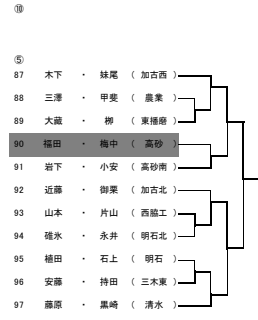 ⑩
⑤
87 木下 ・ 妹尾 ( 加古西 )
88 三澤 ・ 甲斐 ( 農業 )
89 大蔵 ・ 栁 ( 東播磨 )
90 福田 ・ 梅中 ( 高砂 )
91 岩下 ・ 小安 ( 高砂南 )
92 近藤 ・ 御栗 ( 加古北 )
93 山本 ・ 片山 ( 西脇工 )
94 碓氷 ・ 永井 ( 明石北 )
95 植田 ・ 石上 ( 明石 )
96 安藤 ・ 持田 ( 三木東 )
97 藤原 ・ 黒崎 ( 清水 )